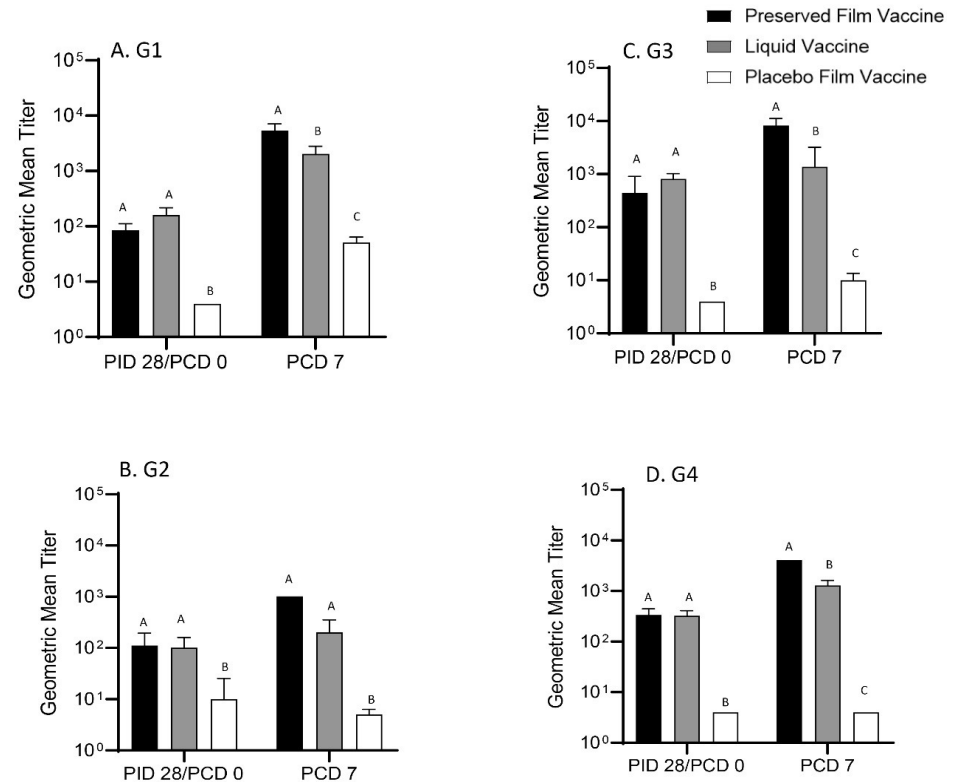 Preserved Film Vaccine
Liquid Vaccine
Placebo Film Vaccine
A. G1
Geometric Mean Titer
10⁵
10⁴
10³
10²
10¹
10⁰
A
A
B
A
B
C
PID 28/PCD 0
PCD 7
C. G3
Geometric Mean Titer
10⁵
10⁴
10³
10²
10¹
10⁰
A
A
B
A
B
C
PID 28/PCD 0
PCD 7
B. G2
Geometric Mean Titer
10⁵
10⁴
10³
10²
10¹
10⁰
A
A
B
A
A
B
PID 28/PCD 0
PCD 7
D. G4
Geometric Mean Titer
10⁵
10⁴
10³
10²
10¹
10⁰
A
A
B
A
B
C
PID 28/PCD 0
PCD 7